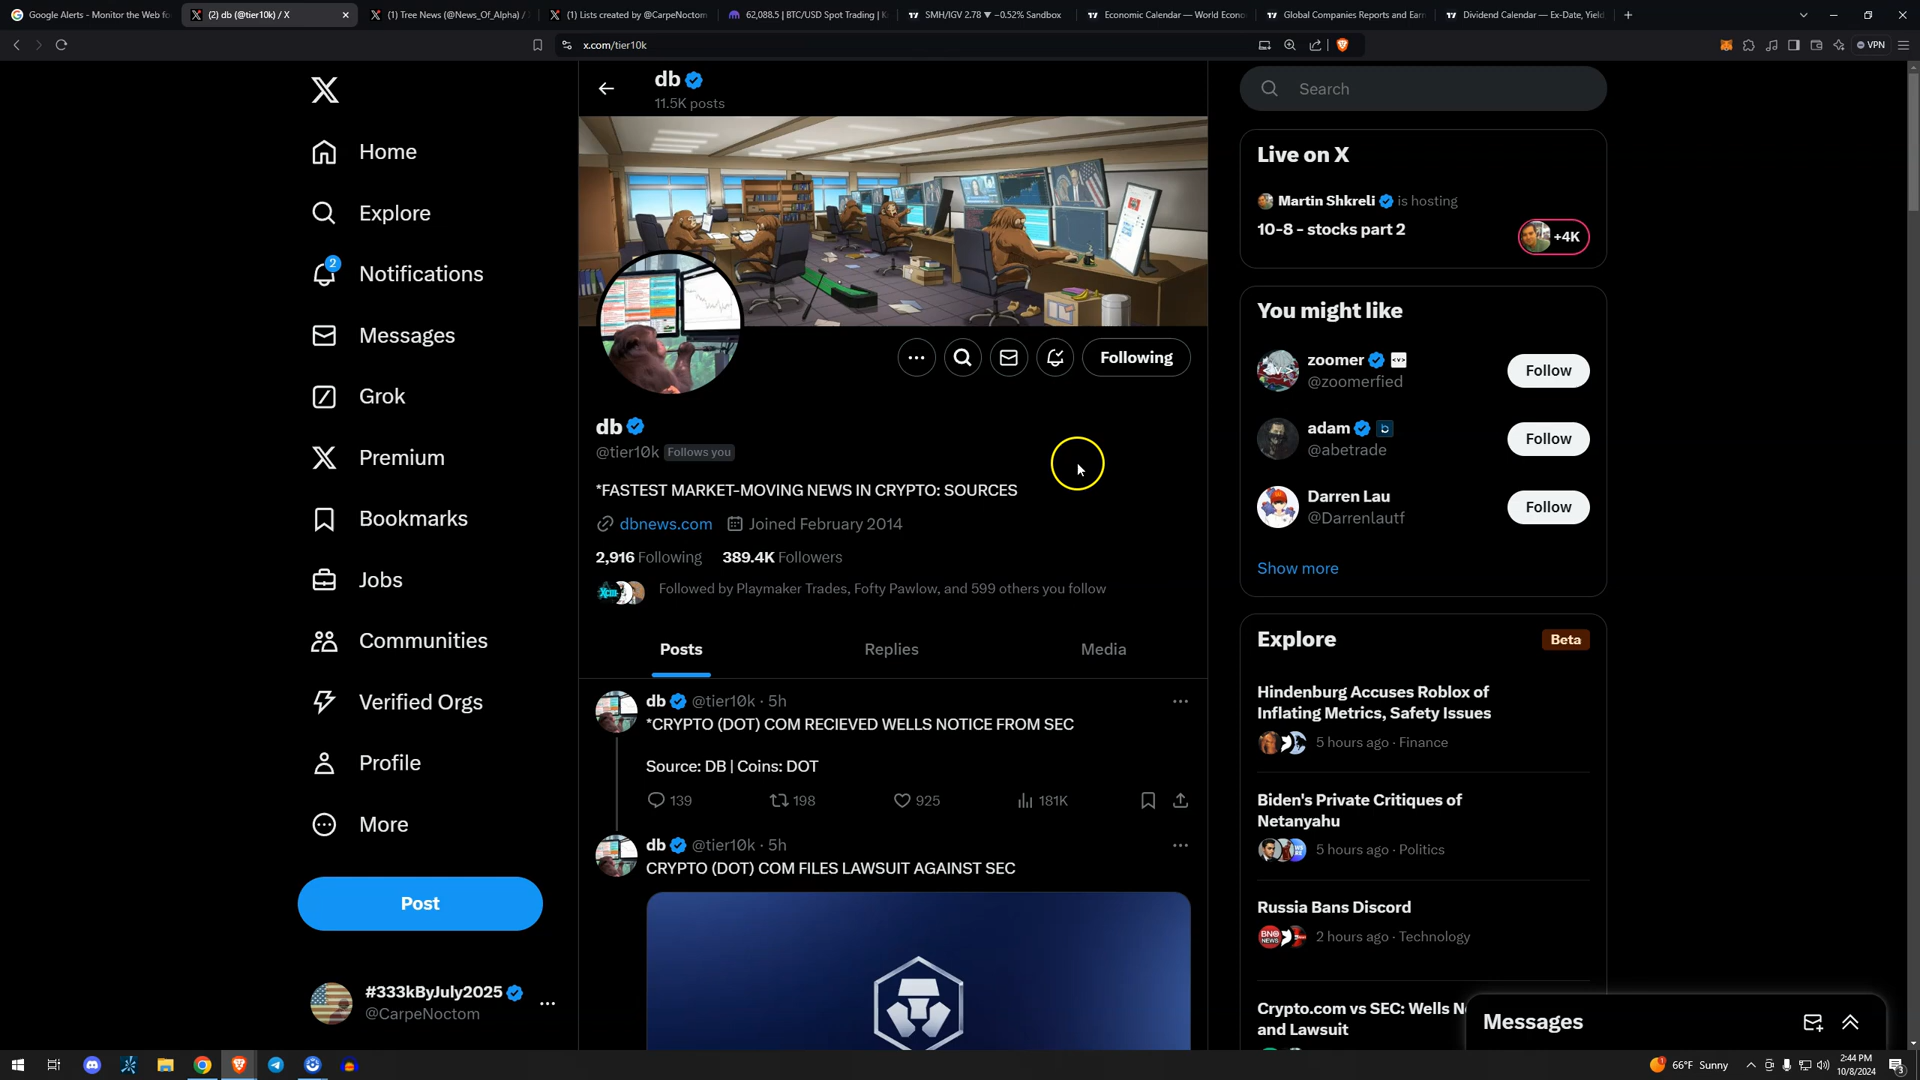 Google Alerts - Monitor the Web fo
(2) db (@tier10k) / X
(1) Tree News (@News_Of_Alpha) /
(1) Lists created by @CarpeNoctom
62,088.5 | BTC/USD Spot Trading | K
SMH/IGV 2.78 ▼ −0.52% Sandbox
Economic Calendar — World Econo
Global Companies Reports and Earn
Dividend Calendar — Ex-Date, Yield
x.com/tier10k
VPN
Home
Explore
2
Notifications
Messages
Grok
Premium
Bookmarks
Jobs
Communities
Verified Orgs
Profile
More
Post
#333kByJuly2025
@CarpeNoctom
db
11.5K posts
Following
db
@tier10k Follows you
*FASTEST MARKET-MOVING NEWS IN CRYPTO: SOURCES
dbnews.com Joined February 2014
2,916 Following 389.4K Followers
Followed by Playmaker Trades, Fofty Pawlow, and 599 others you follow
Posts Replies Media
db @tier10k · 5h
*CRYPTO (DOT) COM RECIEVED WELLS NOTICE FROM SEC
Source: DB | Coins: DOT
139 198 925 181K
db @tier10k · 5h
CRYPTO (DOT) COM FILES LAWSUIT AGAINST SEC
Search
Live on X
Martin Shkreli is hosting
10-8 - stocks part 2
+4K
You might like
zoomer
@zoomerfied
Follow
adam
@abetrade
Follow
Darren Lau
@Darrenlautf
Follow
Show more
Explore
Beta
Hindenburg Accuses Roblox of
Inflating Metrics, Safety Issues
5 hours ago · Finance
Biden's Private Critiques of
Netanyahu
5 hours ago · Politics
Russia Bans Discord
2 hours ago · Technology
Crypto.com vs SEC: Wells N
and Lawsuit
Messages
66°F Sunny
2:44 PM
10/8/2024